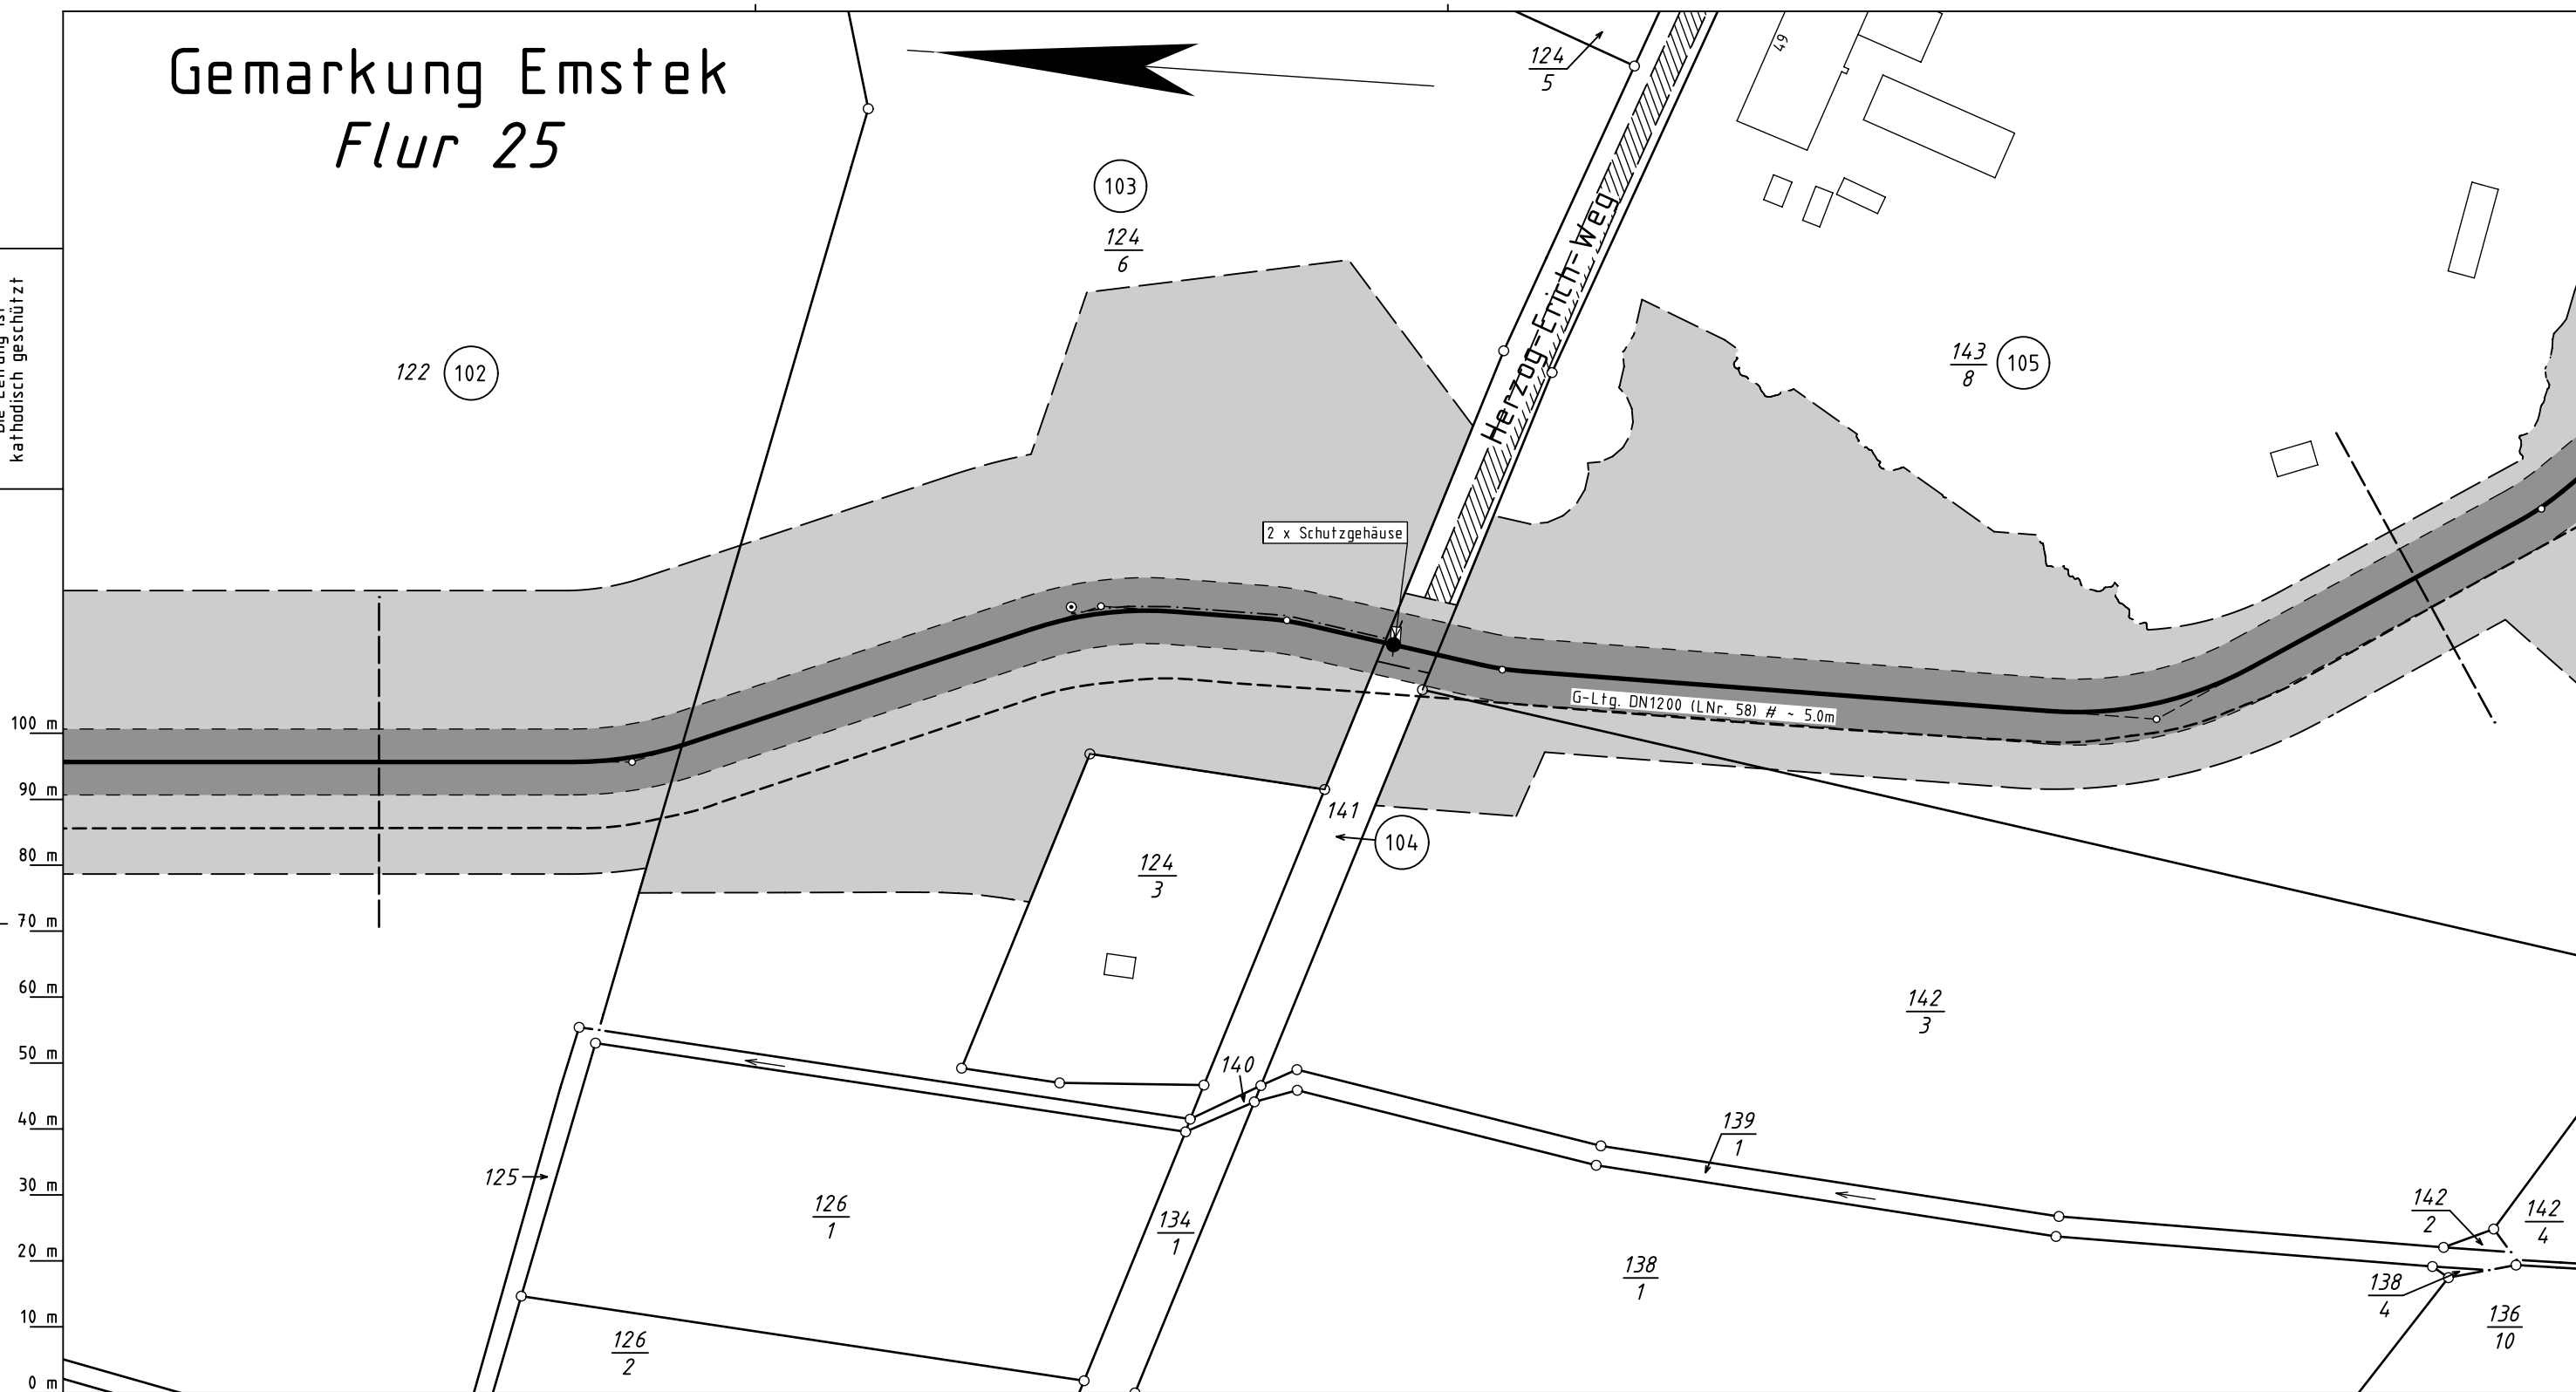 Gemarkung Emstek
Flur 25
kathodisch geschützt
124
5
49
103
124
6
122
102
Herzog-Erich-Weg
143
8
105
2 x Schutzgehäuse
G-Ltg. DN1200 (LNr. 58) # ~ 5.0m
100 m
90 m
80 m
70 m
60 m
50 m
40 m
30 m
20 m
10 m
0 m
141
104
124
3
142
3
140
139
1
125
126
1
134
1
138
1
142
2
142
4
138
4
136
10
126
2